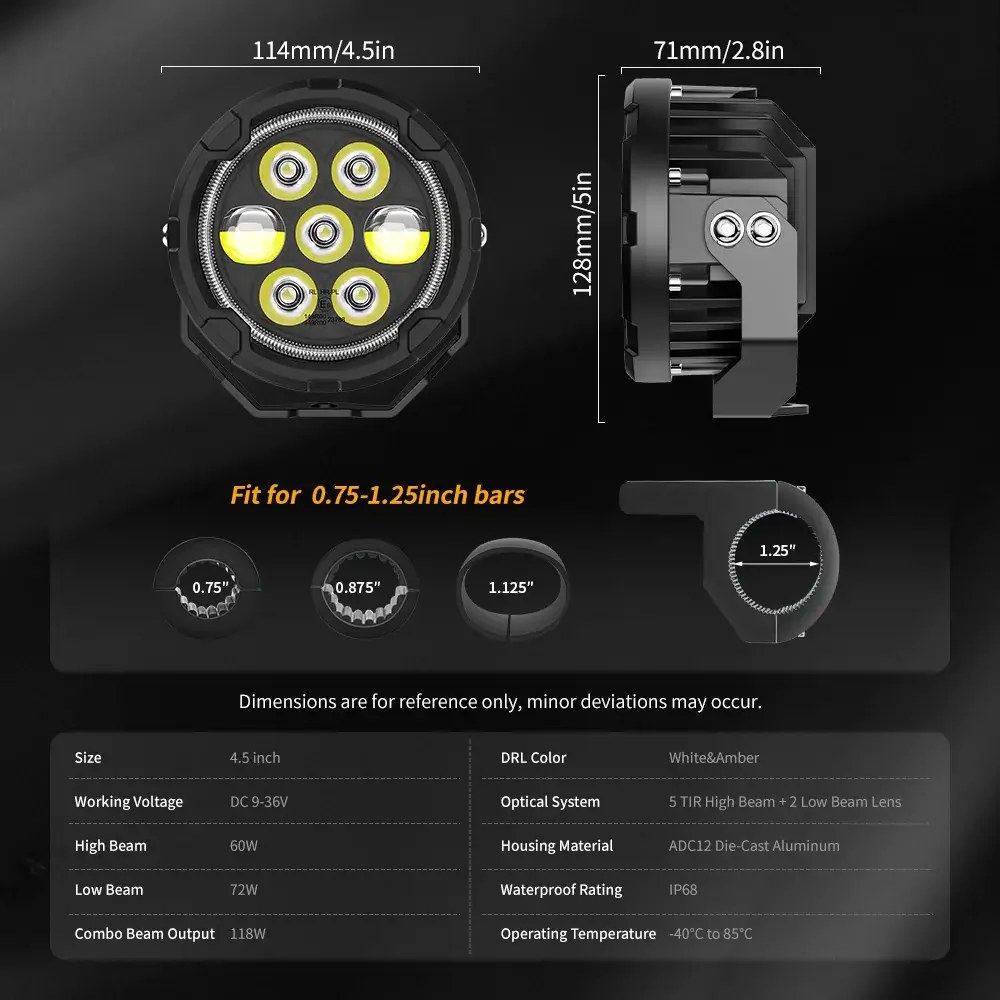 114mm/4.5in
71mm/2.8in
128mm/5in
RL HR PL
E
Fit for 0.75-1.25inch bars
0.75"
0.875"
1.125"
1.25"
Dimensions are for reference only, minor deviations may occur.
Size 4.5 inch
DRL Color White&Amber
Working Voltage DC 9-36V
Optical System 5 TIR High Beam + 2 Low Beam Lens
High Beam 60W
Housing Material ADC12 Die-Cast Aluminum
Low Beam 72W
Waterproof Rating IP68
Combo Beam Output 118W
Operating Temperature -40°C to 85°C